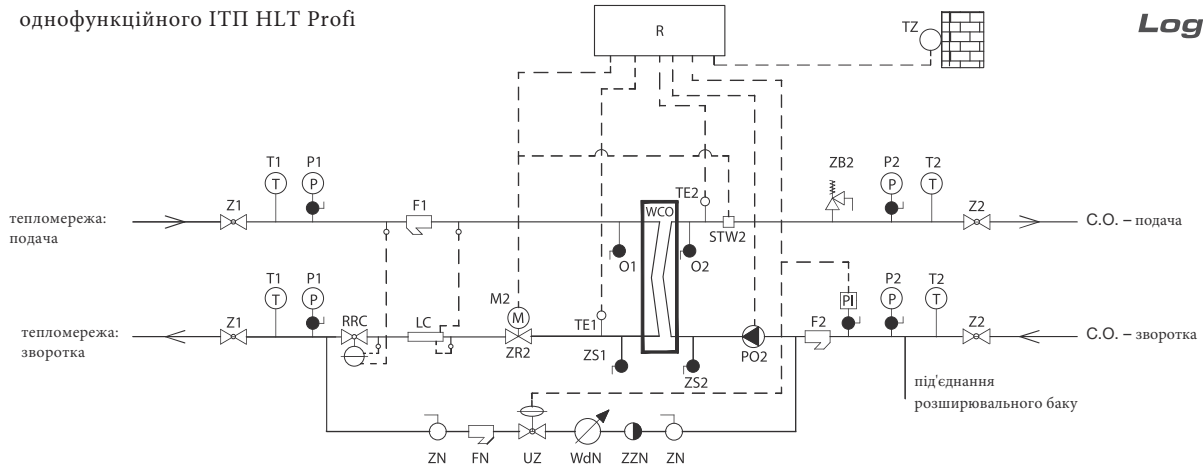 однофункційного ІТП HLT Profi
Log
R
TZ
T1
P1
T
P
Z1
F1
WCO
TE2
STW2
ZB2
P2
T2
P
T
Z2
тепломережа:
подача
С.О. – подача
O1
O2
T1
P1
T
P
Z1
RRC
LC
M2
M
ZR2
TE1
ZS1
ZS2
PO2
F2
PI
P2
T2
P
T
Z2
тепломережа:
зворотка
С.О. – зворотка
під'єднання
розширювального баку
ZN
FN
UZ
WdN
ZZN
ZN